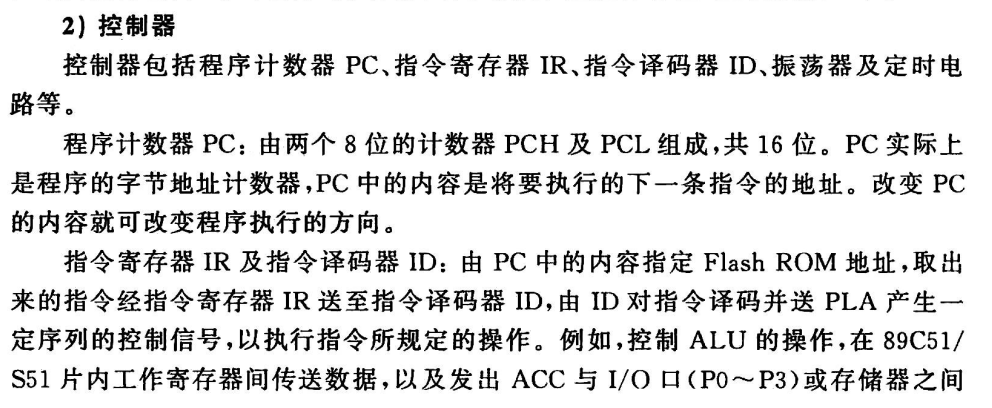 2) 控制器
控制器包括程序计数器 PC、指令寄存器 IR、指令译码器 ID、振荡器及定时电
路等。
程序计数器 PC：由两个 8 位的计数器 PCH 及 PCL 组成,共 16 位。PC 实际上
是程序的字节地址计数器,PC 中的内容是将要执行的下一条指令的地址。改变 PC
的内容就可改变程序执行的方向。
指令寄存器 IR 及指令译码器 ID：由 PC 中的内容指定 Flash ROM 地址,取出
来的指令经指令寄存器 IR 送至指令译码器 ID,由 ID 对指令译码并送 PLA 产生一
定序列的控制信号,以执行指令所规定的操作。例如,控制 ALU 的操作,在 89C51/
S51 片内工作寄存器间传送数据,以及发出 ACC 与 I/O 口(P0～P3)或存储器之间